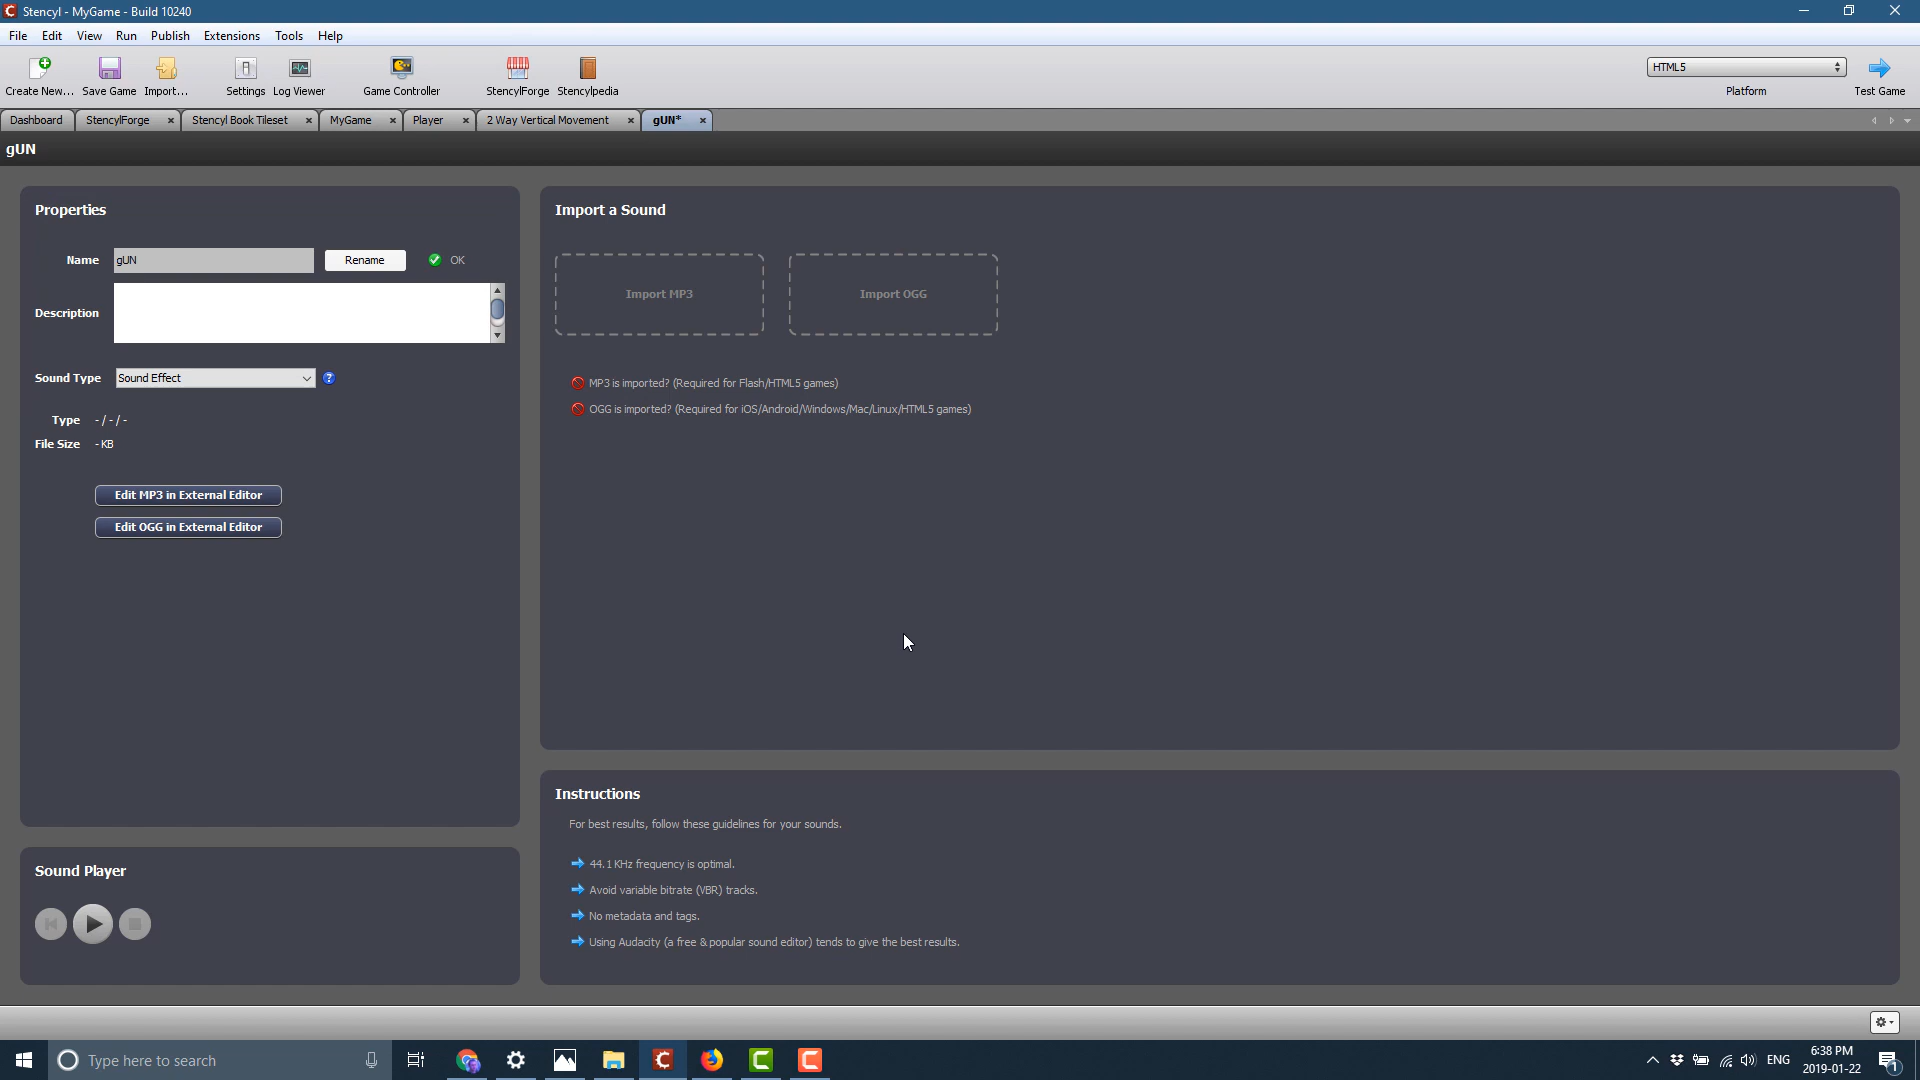 Stencyl - MyGame - Build 10240
File Edit View Run Publish Extensions Tools Help
Create New... Save Game Import... Settings Log Viewer Game Controller StencylForge Stencylpedia
HTML5
Platform
Test Game
Dashboard StencylForge Stencyl Book Tileset MyGame Player 2 Way Vertical Movement gUN*
gUN
Properties
Name gUN Rename OK
Description
Sound Type Sound Effect ?
Type - / - / -
File Size - KB
Edit MP3 in External Editor
Edit OGG in External Editor
Sound Player
Import a Sound
Import MP3 Import OGG
MP3 is imported? (Required for Flash/HTML5 games)
OGG is imported? (Required for iOS/Android/Windows/Mac/Linux/HTML5 games)
Instructions
For best results, follow these guidelines for your sounds.
44.1 KHz frequency is optimal.
Avoid variable bitrate (VBR) tracks.
No metadata and tags.
Using Audacity (a free & popular sound editor) tends to give the best results.
Type here to search
ENG
6:38 PM
2019-01-22
1